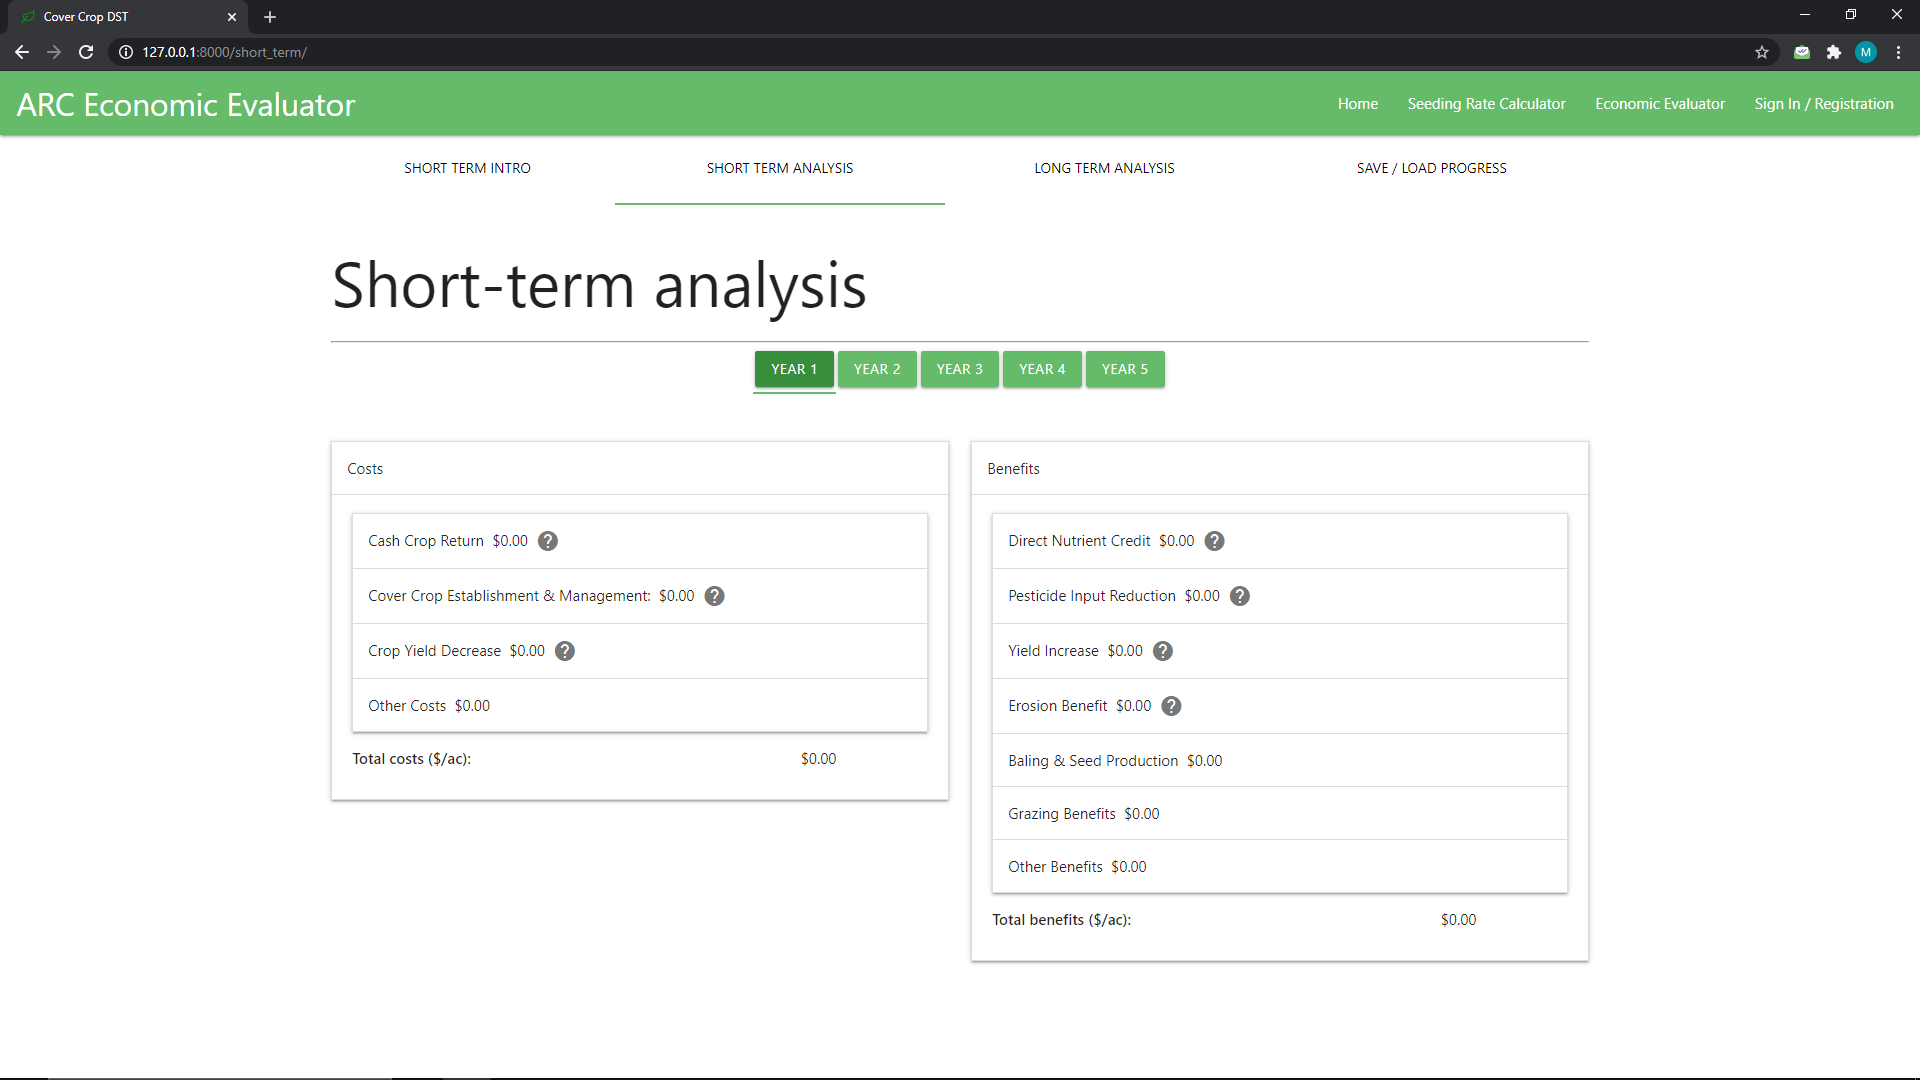 Cover Crop DST
127.0.0.1:8000/short_term/
M
ARC Economic Evaluator
Home Seeding Rate Calculator Economic Evaluator Sign In / Registration
SHORT TERM INTRO SHORT TERM ANALYSIS LONG TERM ANALYSIS SAVE / LOAD PROGRESS
Short-term analysis
YEAR 1 YEAR 2 YEAR 3 YEAR 4 YEAR 5
Costs
Cash Crop Return $0.00 ?
Cover Crop Establishment & Management: $0.00 ?
Crop Yield Decrease $0.00 ?
Other Costs $0.00
Total costs ($/ac): $0.00
Benefits
Direct Nutrient Credit $0.00 ?
Pesticide Input Reduction $0.00 ?
Yield Increase $0.00 ?
Erosion Benefit $0.00 ?
Baling & Seed Production $0.00
Grazing Benefits $0.00
Other Benefits $0.00
Total benefits ($/ac): $0.00